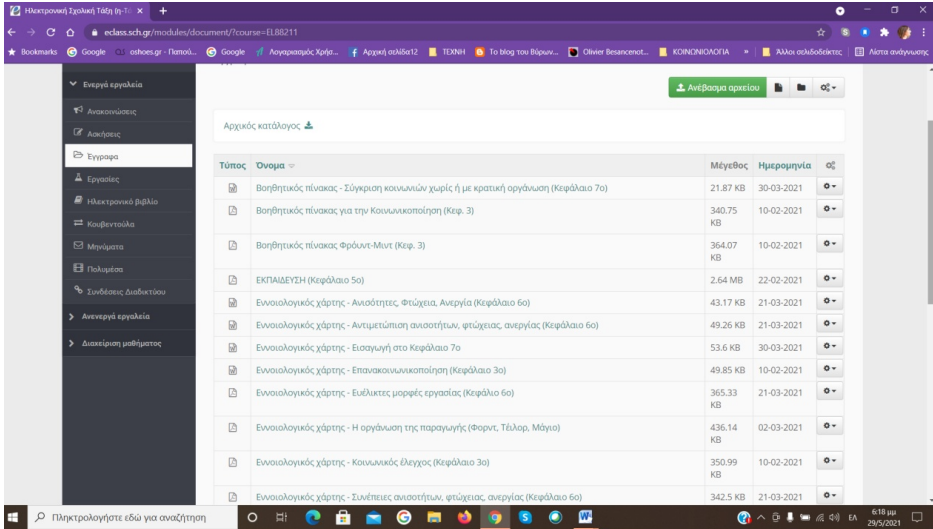 Ηλεκτρονική Σχολική Τάξη (η-Τά
eclass.sch.gr/modules/document/?course=EL88211
Bookmarks Google oshoes.gr - Παπού... Google Λογαριασμός Χρήσ... Αρχική σελίδα12 ΤΕΧΝΗ Το blog του Βύρων... Olivier Besancenot... ΚΟΙΝΩΝΙΟΛΟΓΙΑ » Άλλοι σελιδοδείκτες Λίστα ανάγνωσης
Ενεργά εργαλεία
Ανακοινώσεις
Ασκήσεις
Έγγραφα
Εργασίες
Ηλεκτρονικό βιβλίο
Κουβεντούλα
Μηνύματα
Πολυμέσα
Συνδέσεις Διαδικτύου
Ανενεργά εργαλεία
Διαχείριση μαθήματος
Ανέβασμα αρχείου
Αρχικός κατάλογος
Τύπος Όνομα Μέγεθος Ημερομηνία
Βοηθητικός πίνακας - Σύγκριση κοινωνιών χωρίς ή με κρατική οργάνωση (Κεφάλαιο 7ο) 21.87 KB 30-03-2021
Βοηθητικός πίνακας για την Κοινωνικοποίηση (Κεφ. 3) 340.75 KB 10-02-2021
Βοηθητικός πίνακας Φρόυντ-Μιντ (Κεφ. 3) 364.07 KB 10-02-2021
ΕΚΠΑΙΔΕΥΣΗ (Κεφάλαιο 5ο) 2.64 MB 22-02-2021
Εννοιολογικός χάρτης - Ανισότητες, Φτώχεια, Ανεργία (Κεφάλαιο 6ο) 43.17 KB 21-03-2021
Εννοιολογικός χάρτης - Αντιμετώπιση ανισοτήτων, φτώχειας, ανεργίας (Κεφάλαιο 6ο) 49.26 KB 21-03-2021
Εννοιολογικός χάρτης - Εισαγωγή στο Κεφάλαιο 7ο 53.6 KB 30-03-2021
Εννοιολογικός χάρτης - Επανακοινωνικοποίηση (Κεφάλαιο 3ο) 49.85 KB 10-02-2021
Εννοιολογικός χάρτης - Ευέλικτες μορφές εργασίας (Κεφάλιο 6ο) 365.33 KB 21-03-2021
Εννοιολογικός χάρτης - Η οργάνωση της παραγωγής (Φορντ, Τέιλορ, Μάγιο) 436.14 KB 02-03-2021
Εννοιολογικός χάρτης - Κοινωνικός έλεγχος (Κεφάλαιο 3ο) 350.99 KB 10-02-2021
Εννοιολογικός χάρτης - Συνέπειες ανισοτήτων, φτώχειας, ανεργίας (Κεφάλαιο 6ο) 342.5 KB 21-03-2021
Πληκτρολογήστε εδώ για αναζήτηση
ΕΛ
6:18 μμ
29/5/2021